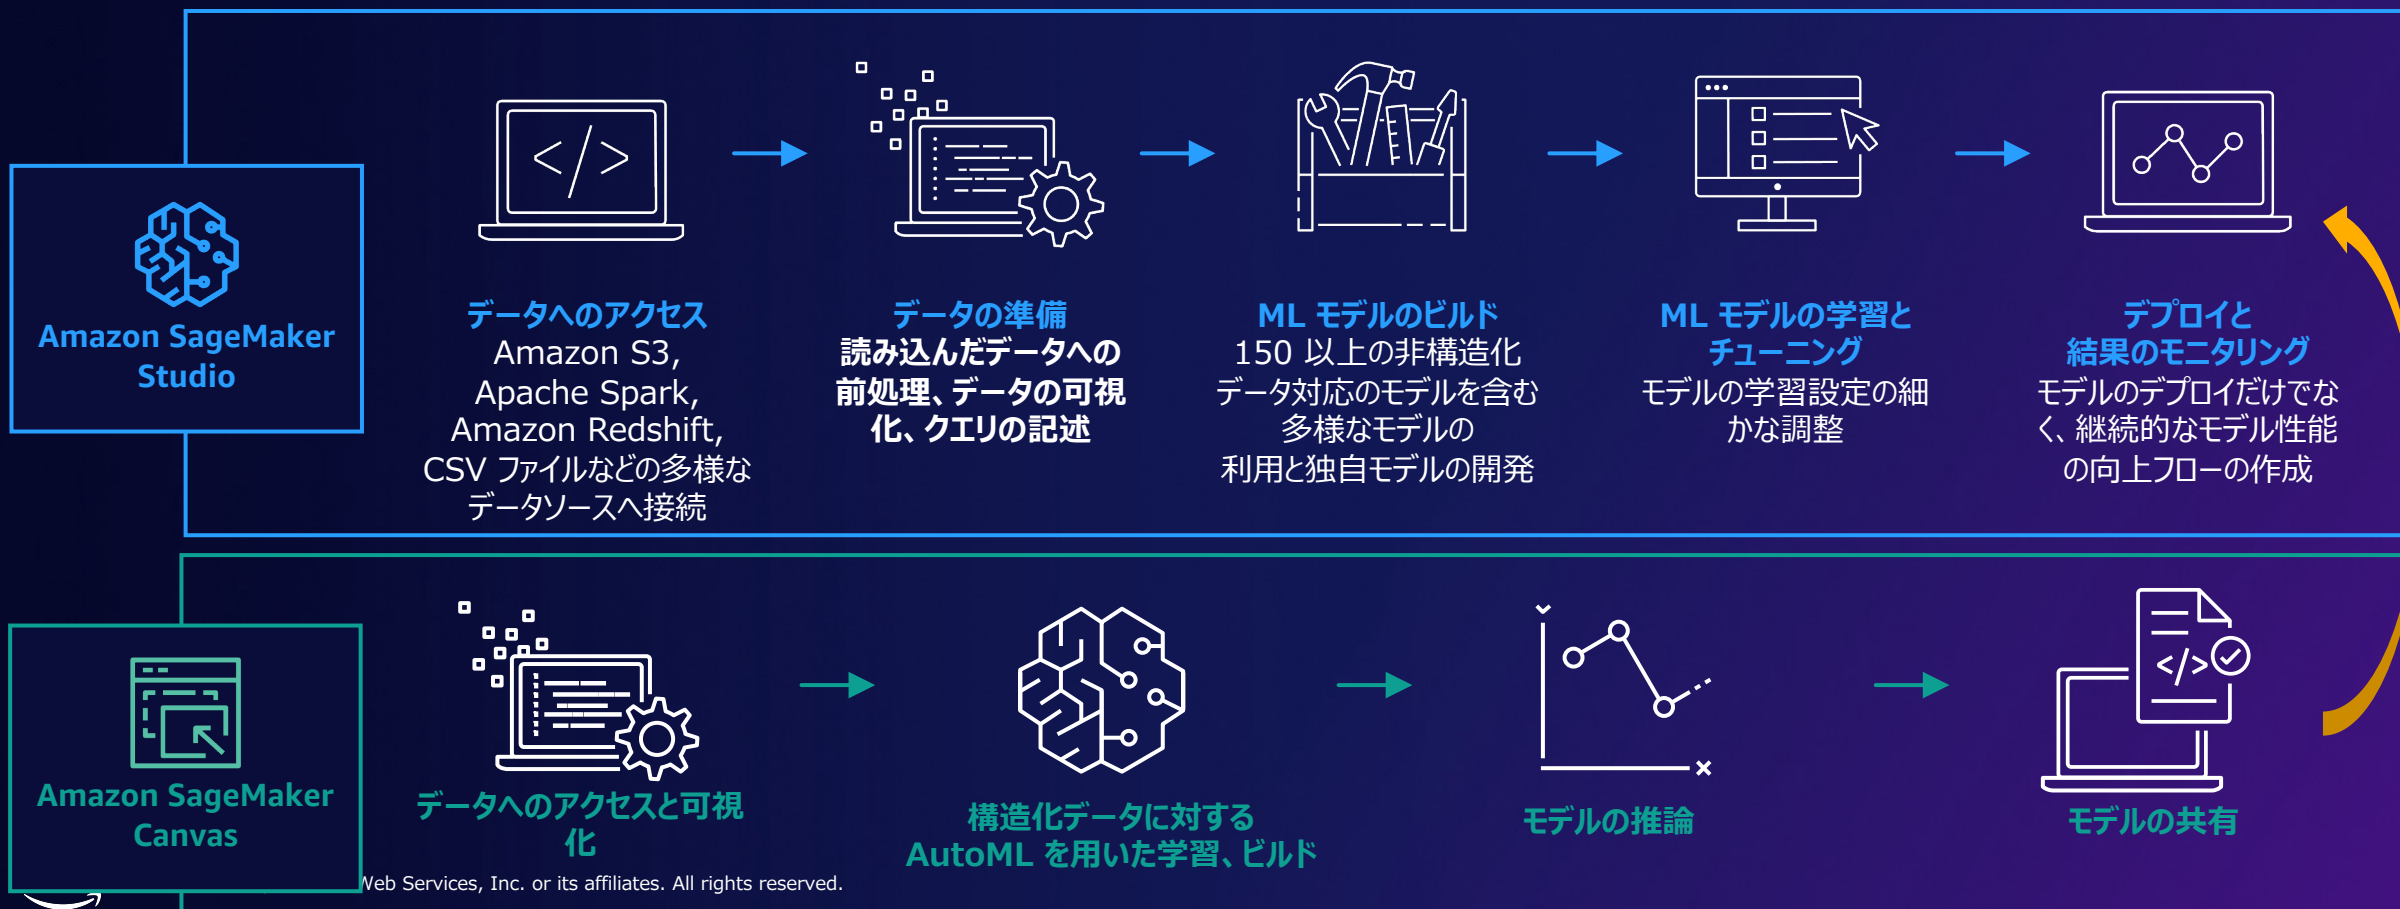 Amazon SageMaker
Studio
データへのアクセス
Amazon S3,
Apache Spark,
Amazon Redshift,
CSV ファイルなどの多様な
データソースへ接続
データの準備
読み込んだデータへの
前処理、データの可視
化、クエリの記述
ML モデルのビルド
150 以上の非構造化
データ対応のモデルを含む
多様なモデルの
利用と独自モデルの開発
ML モデルの学習と
チューニング
モデルの学習設定の細
かな調整
デプロイと
結果のモニタリング
モデルのデプロイだけでな
く、継続的なモデル性能
の向上フローの作成
Amazon SageMaker
Canvas
データへのアクセスと可視
化
構造化データに対する
AutoML を用いた学習、ビルド
モデルの推論
モデルの共有
Web Services, Inc. or its affiliates. All rights reserved.